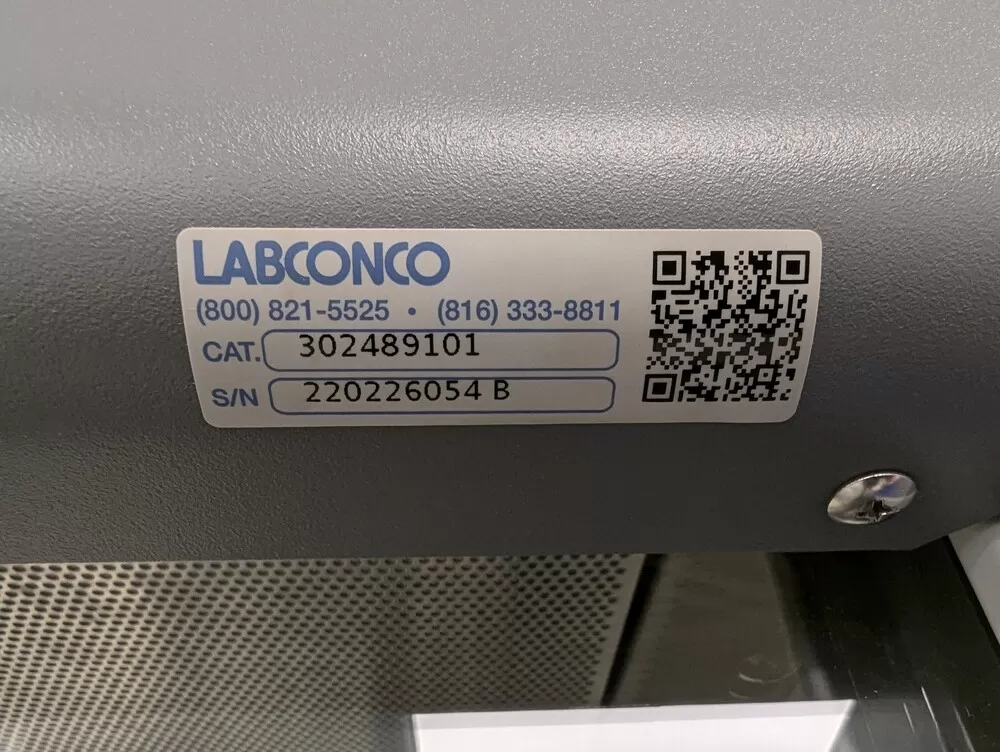 LABCONCO
(800) 821-5525 • (816) 333-8811
CAT. 302489101
S/N 220226054 B